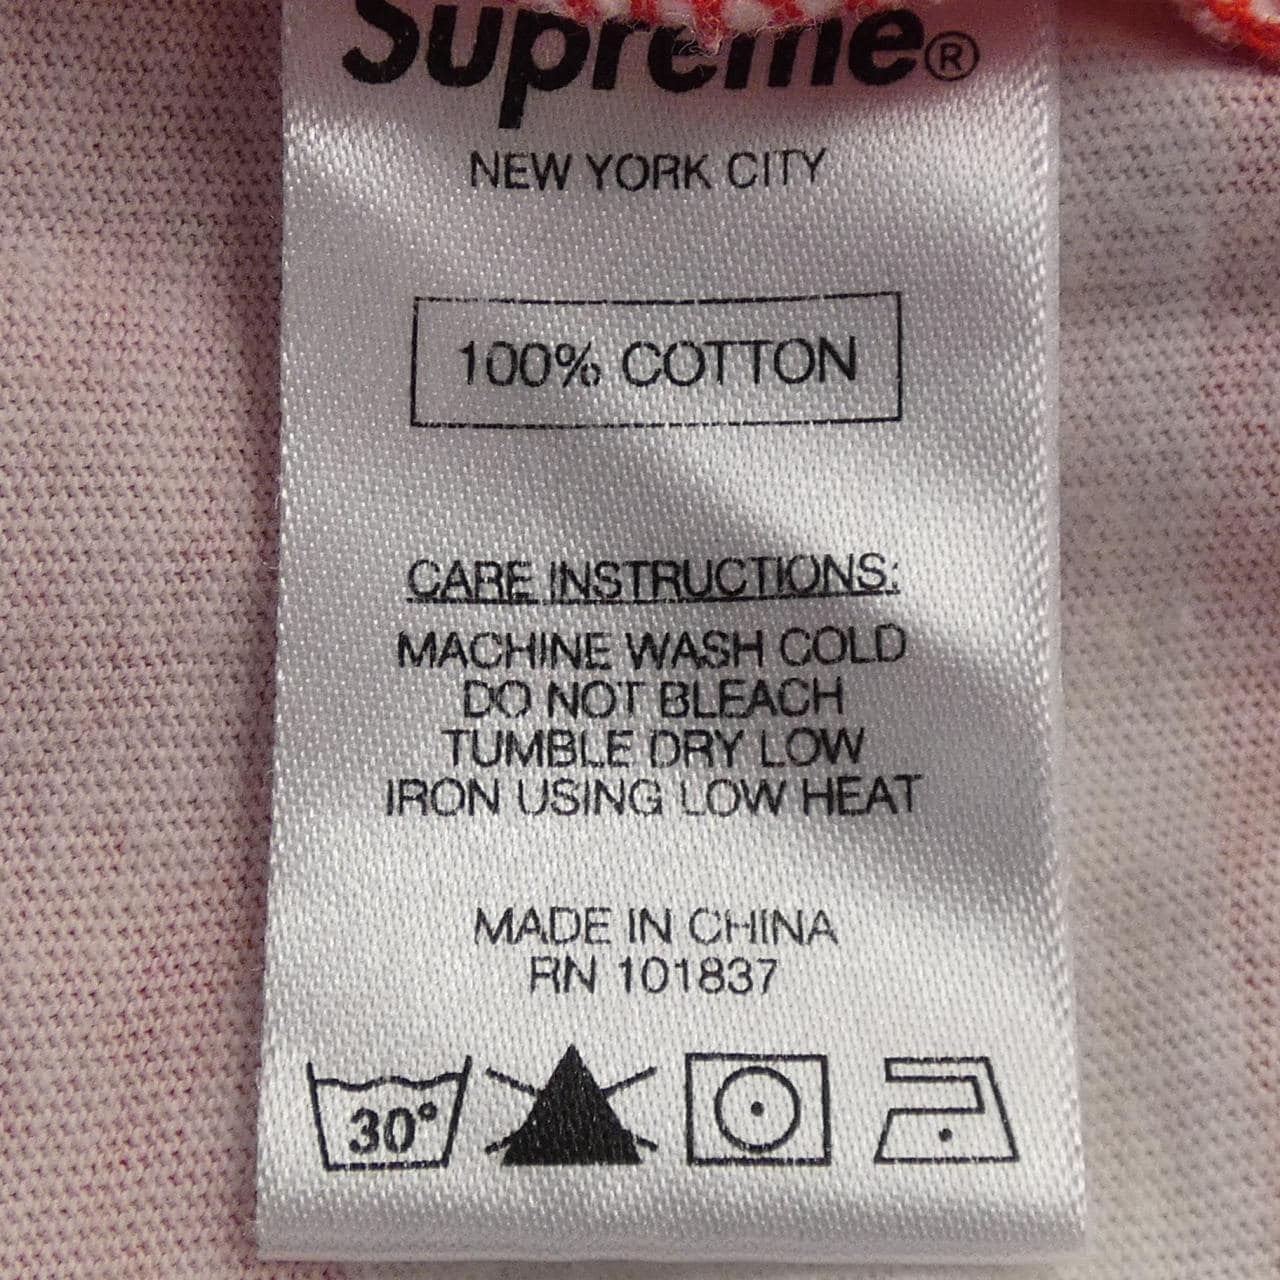 Supreme®
NEW YORK CITY
100% COTTON
CARE INSTRUCTIONS:
MACHINE WASH COLD
DO NOT BLEACH
TUMBLE DRY LOW
IRON USING LOW HEAT
MADE IN CHINA
RN 101837
30°